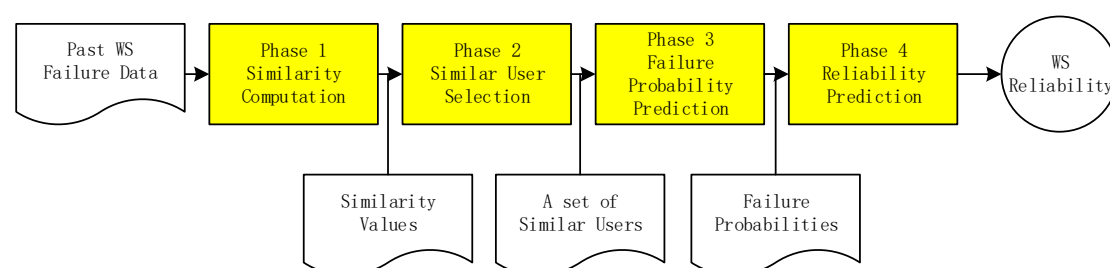 Past WS
Failure Data
Phase 1
Similarity
Computation
Phase 2
Similar User
Selection
Phase 3
Failure
Probability
Prediction
Phase 4
Reliability
Prediction
WS
Reliability
Similarity
Values
A set of
Similar Users
Failure
Probabilities